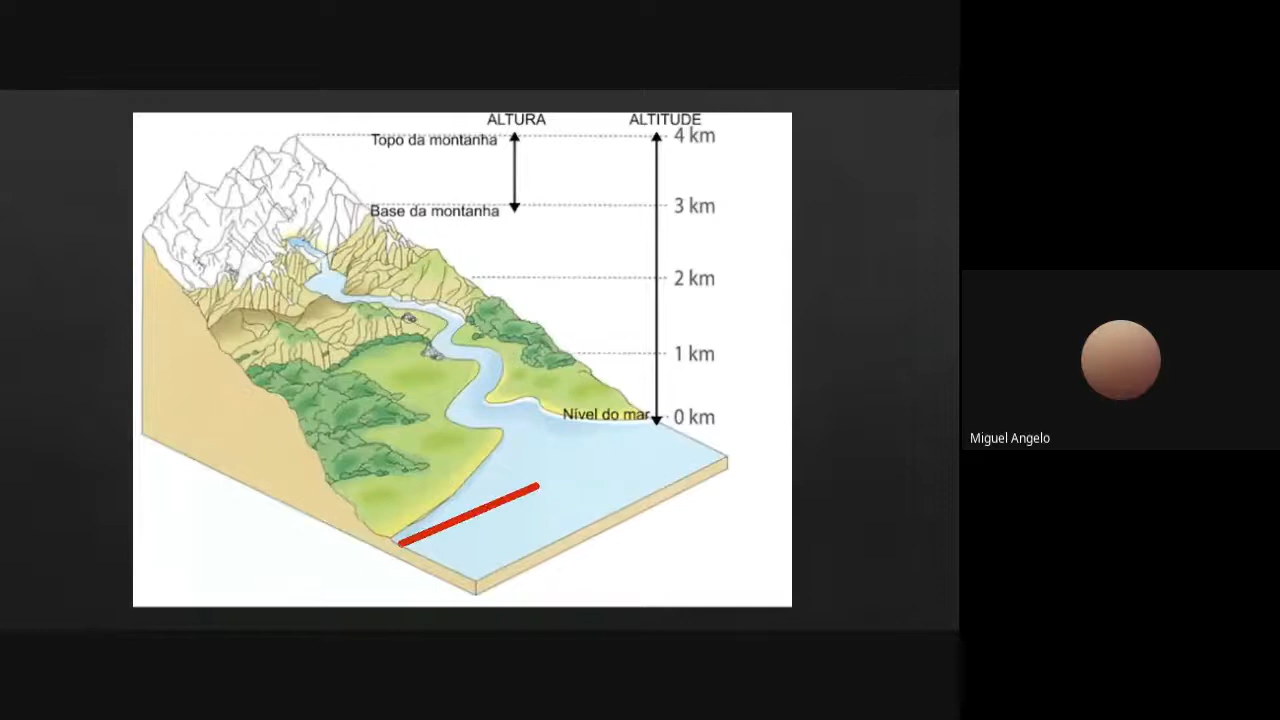 ALTURA ALTITUDE
Topo da montanha 4 km
Base da montanha 3 km
2 km
1 km
Nível do mar 0 km
Miguel Angelo